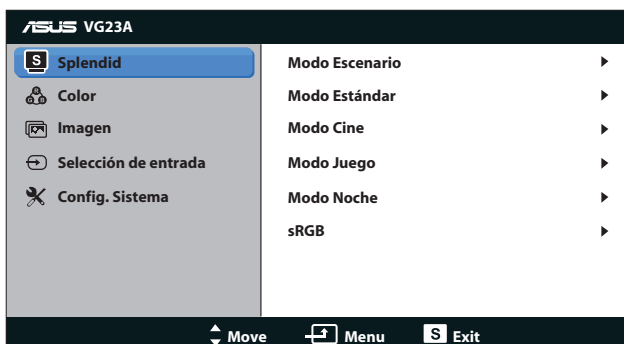 ASUS VG23A
S Splendid
Color
Imagen
Selección de entrada
Config. Sistema
Modo Escenario
Modo Estándar
Modo Cine
Modo Juego
Modo Noche
sRGB
Move Menu S Exit